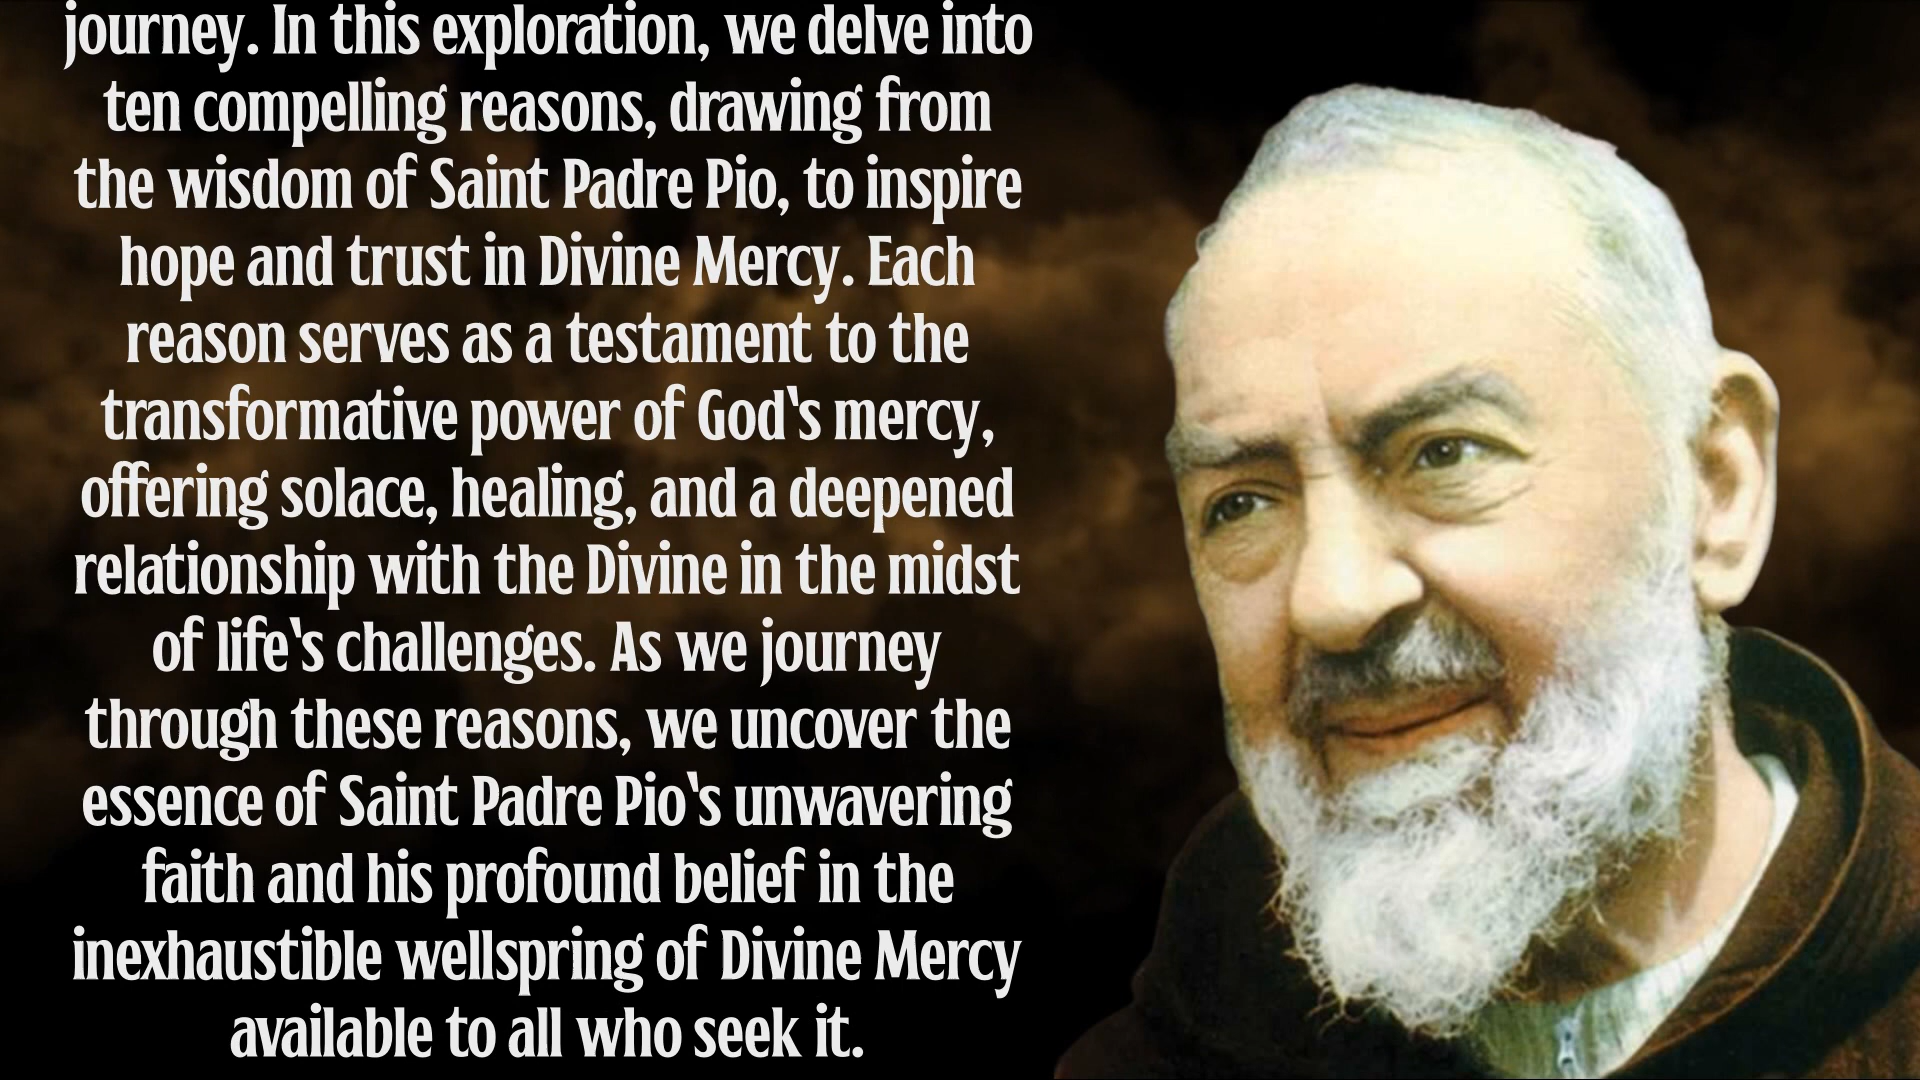 journey. In this exploration, we delve into
ten compelling reasons, drawing from
the wisdom of Saint Padre Pio, to inspire
hope and trust in Divine Mercy. Each
reason serves as a testament to the
transformative power of God's mercy,
offering solace, healing, and a deepened
relationship with the Divine in the midst
of life's challenges. As we journey
through these reasons, we uncover the
essence of Saint Padre Pio's unwavering
faith and his profound belief in the
inexhaustible wellspring of Divine Mercy
available to all who seek it.